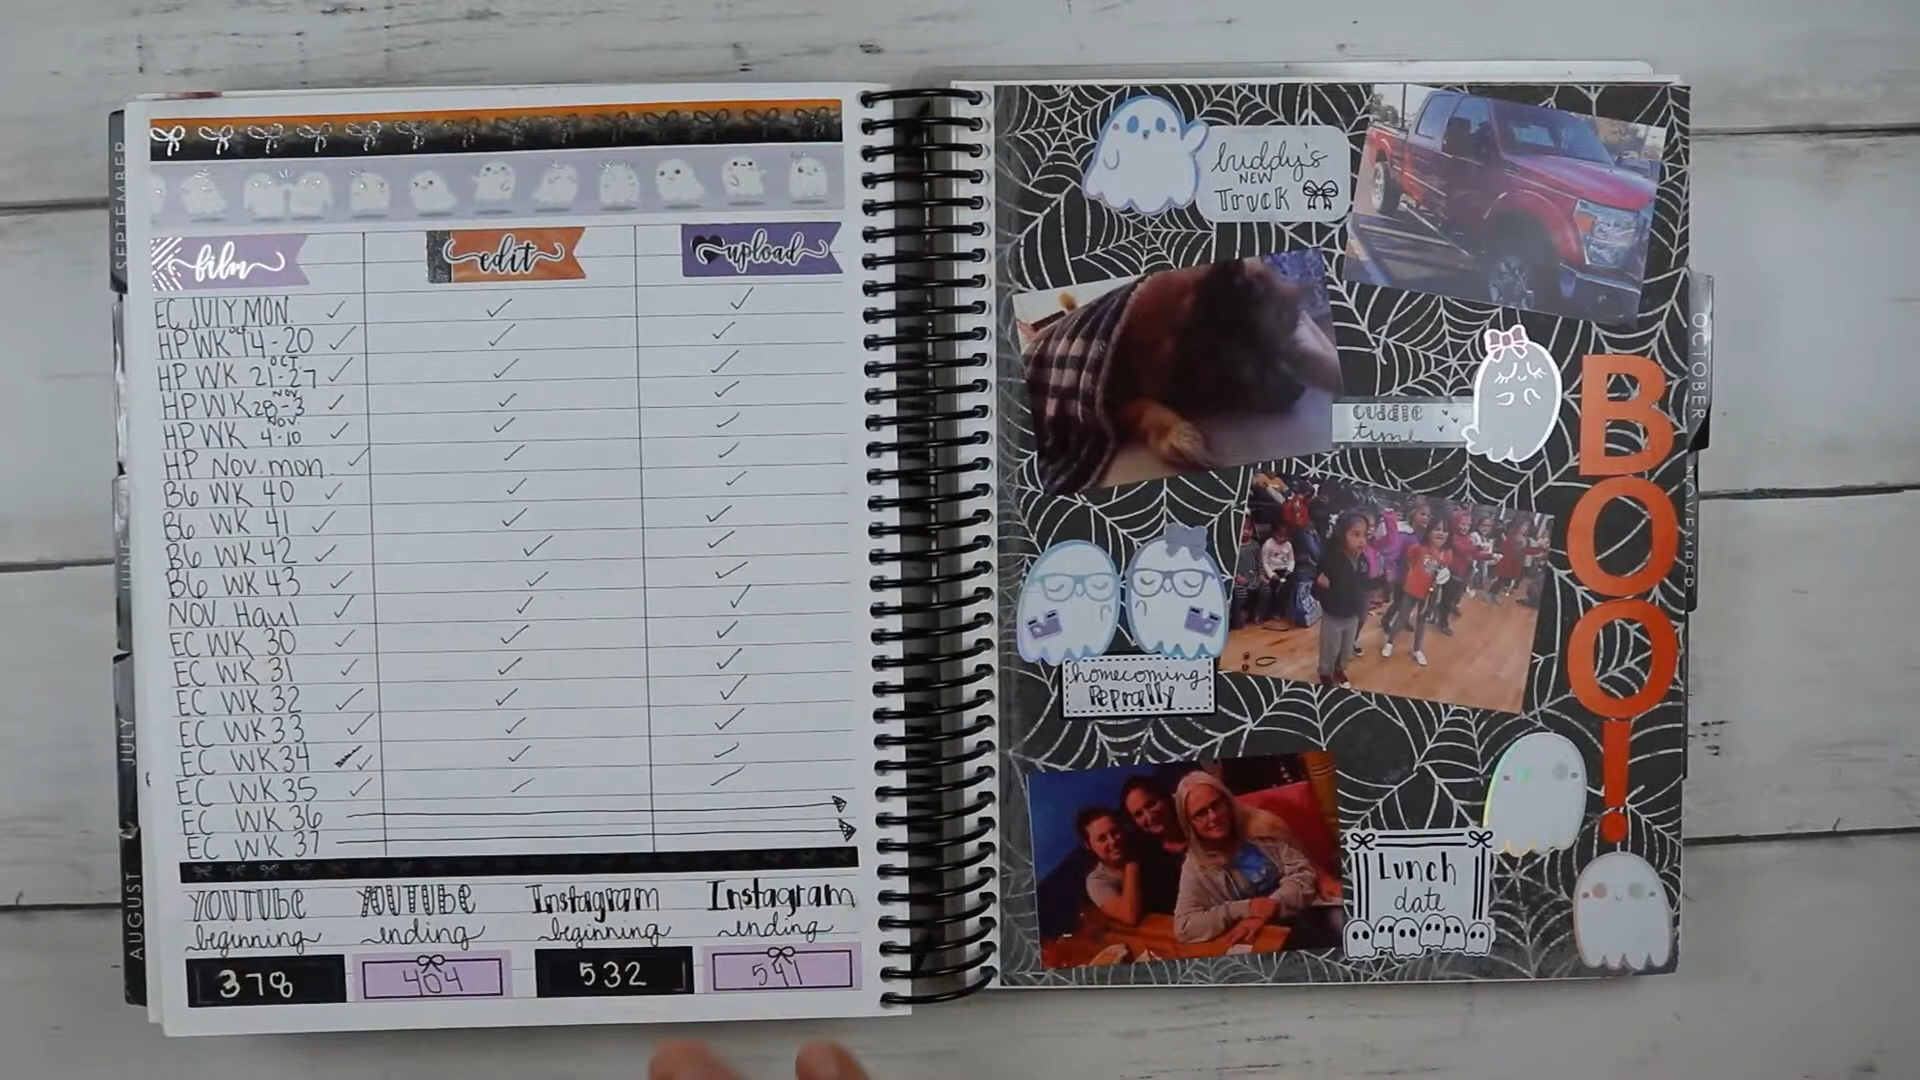 film edit upload
EC JULY MON.
HP WK OCT 14-20
HP WK OCT 21-27
HP WK 28-3 NOV
HP WK NOV. 4-10
HP Nov. mon
B6 WK 40
B6 WK 41
B6 WK 42
B6 WK 43
NOV. Haul
EC WK 30
EC WK 31
EC WK 32
EC WK 33
EC WK 34
EC WK 35
EC WK 36
EC WK 37
YOUTUBE beginning
378
YOUTUBE ending
404
Instagram beginning
532
Instagram ending
541
SEPTEMBER
JUNE
JULY
AUGUST
buddy's
NEW
Truck
cuddle
time
homecoming
Peprally
Lunch
date
BOO!
OCTOBER
NOVEMBER